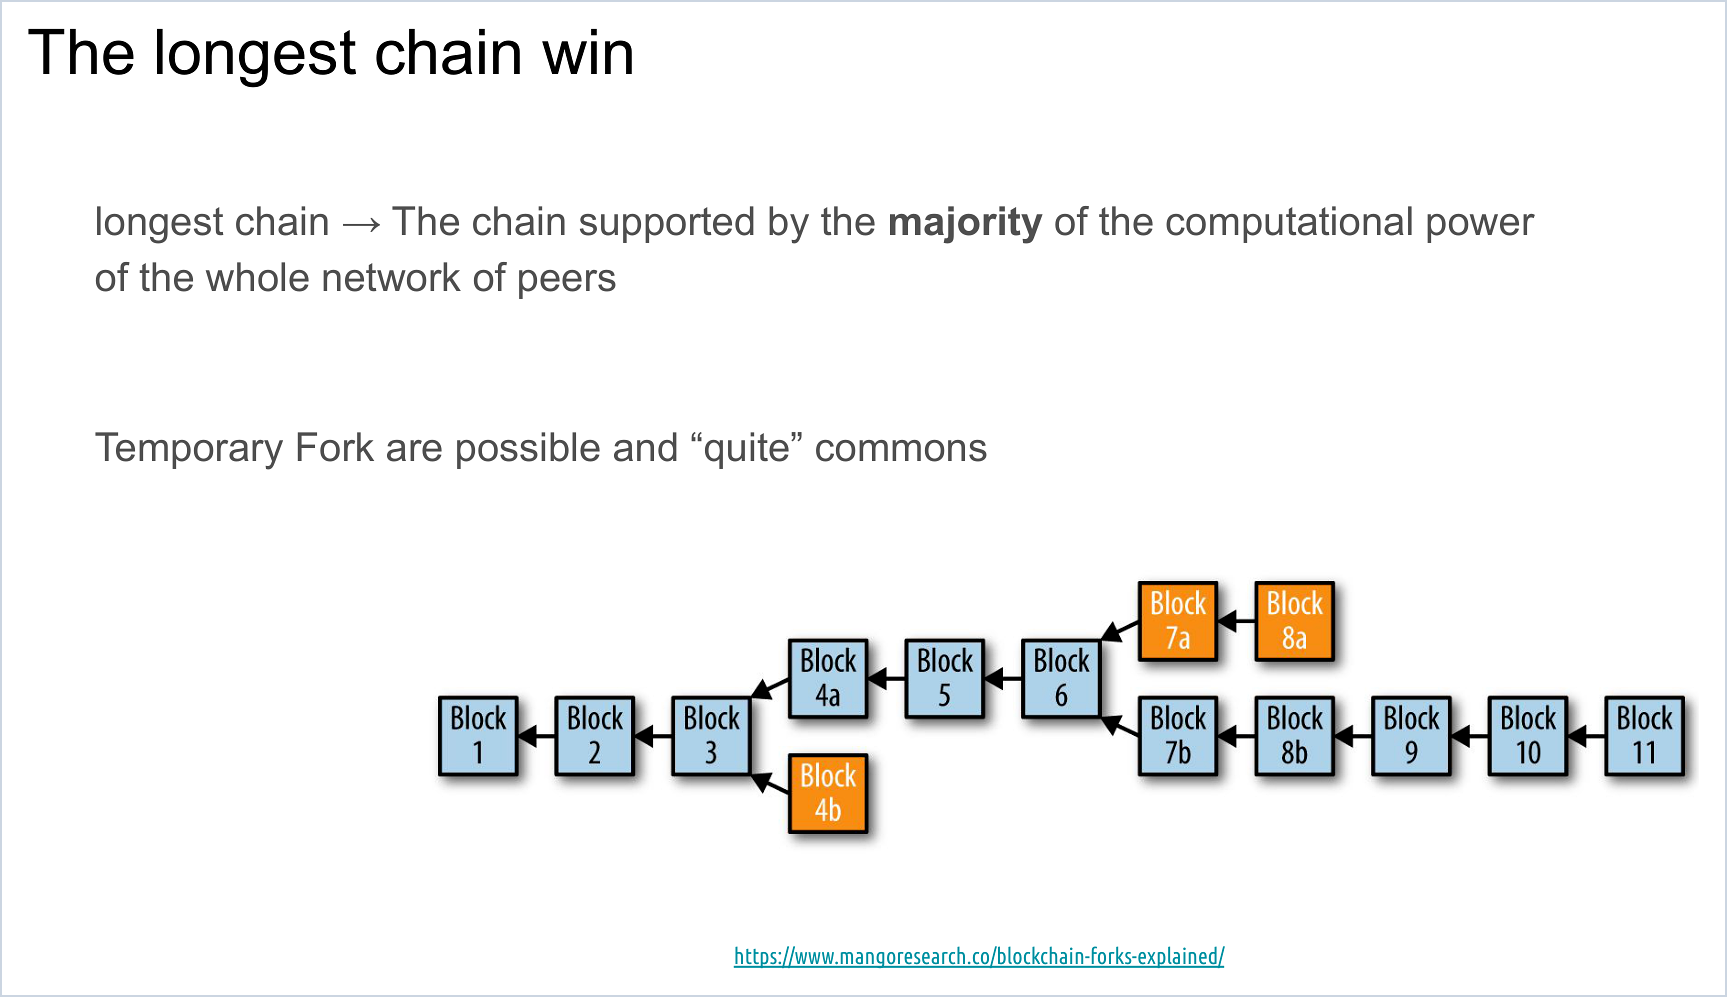 The longest chain win
longest chain → The chain supported by the majority of the computational power
of the whole network of peers
Temporary Fork are possible and “quite” commons
Block
7a
Block
8a
Block
4a
Block
5
Block
6
Block
1
Block
2
Block
3
Block
7b
Block
8b
Block
9
Block
10
Block
11
Block
4b
https://www.mangoresearch.co/blockchain-forks-explained/